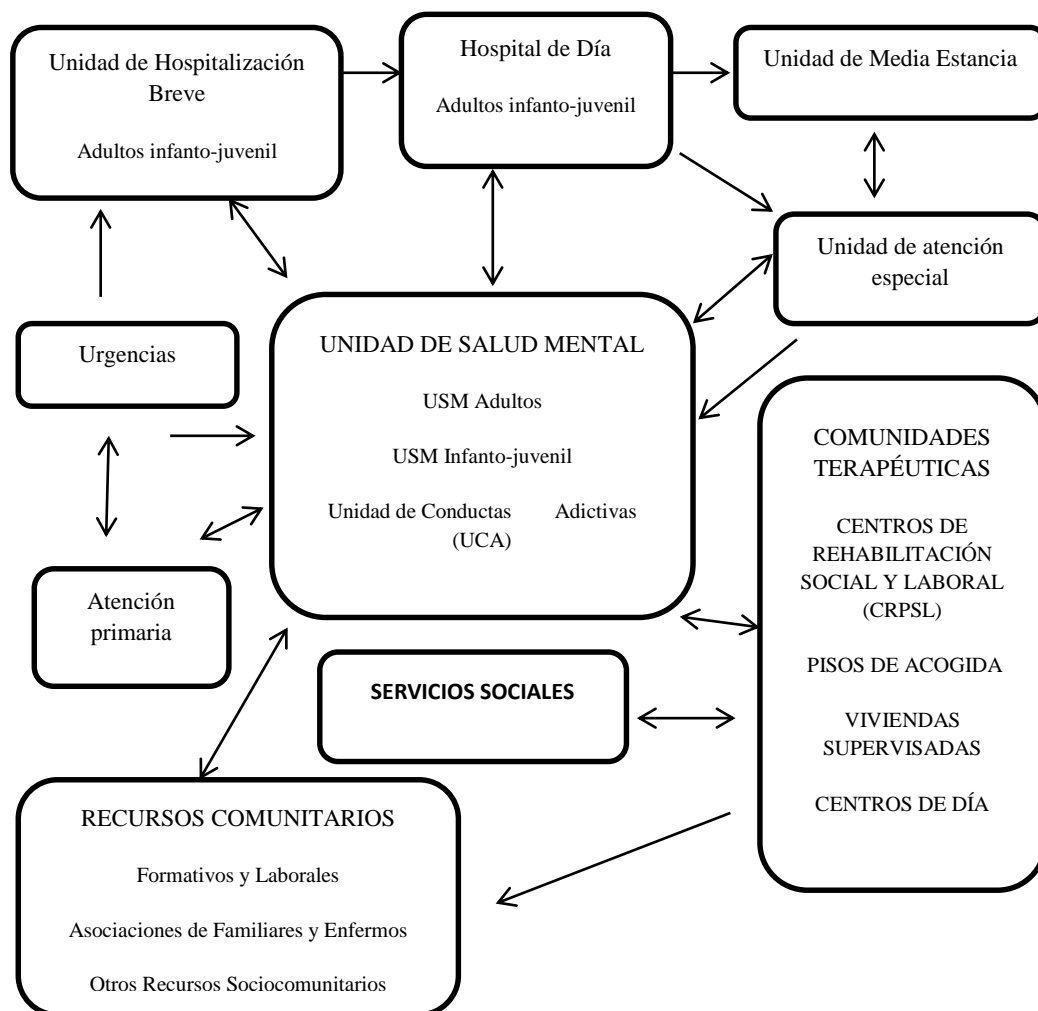 Unidad de Hospitalización
Breve
Adultos infanto-juvenil
Hospital de Día
Adultos infanto-juvenil
Unidad de Media Estancia
Unidad de atención
especial
Urgencias
UNIDAD DE SALUD MENTAL
USM Adultos
USM Infanto-juvenil
Unidad de Conductas Adictivas
(UCA)
Atención
primaria
COMUNIDADES
TERAPÉUTICAS
CENTROS DE
REHABILITACIÓN
SOCIAL Y LABORAL
(CRPSL)
PISOS DE ACOGIDA
VIVIENDAS
SUPERVISADAS
CENTROS DE DÍA
SERVICIOS SOCIALES
RECURSOS COMUNITARIOS
Formativos y Laborales
Asociaciones de Familiares y Enfermos
Otros Recursos Sociocomunitarios